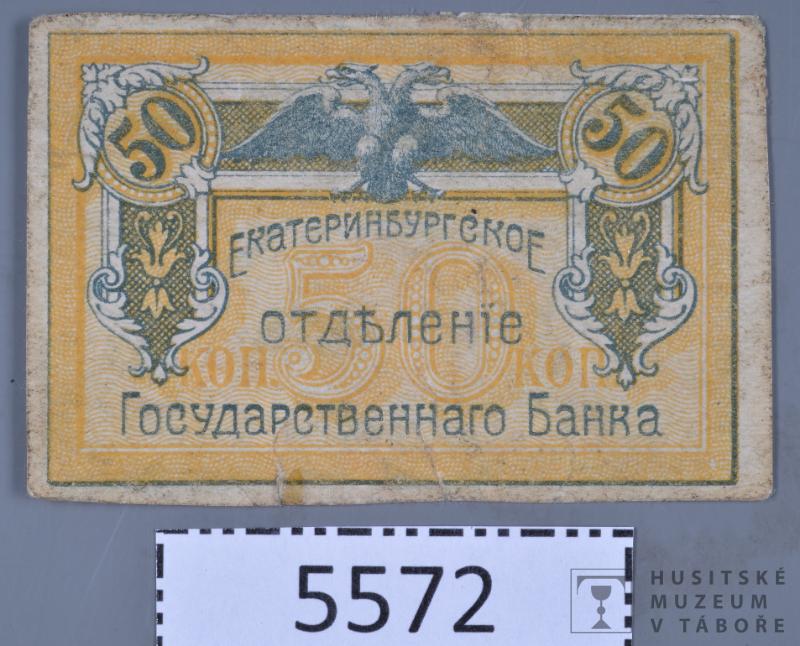 50 50
Екатеринбургское
50
отдѣленіе
КОП. КОП.
Государственнаго Банка
5572
HUSITSKÉ
MUZEUM
V TÁBOŘE